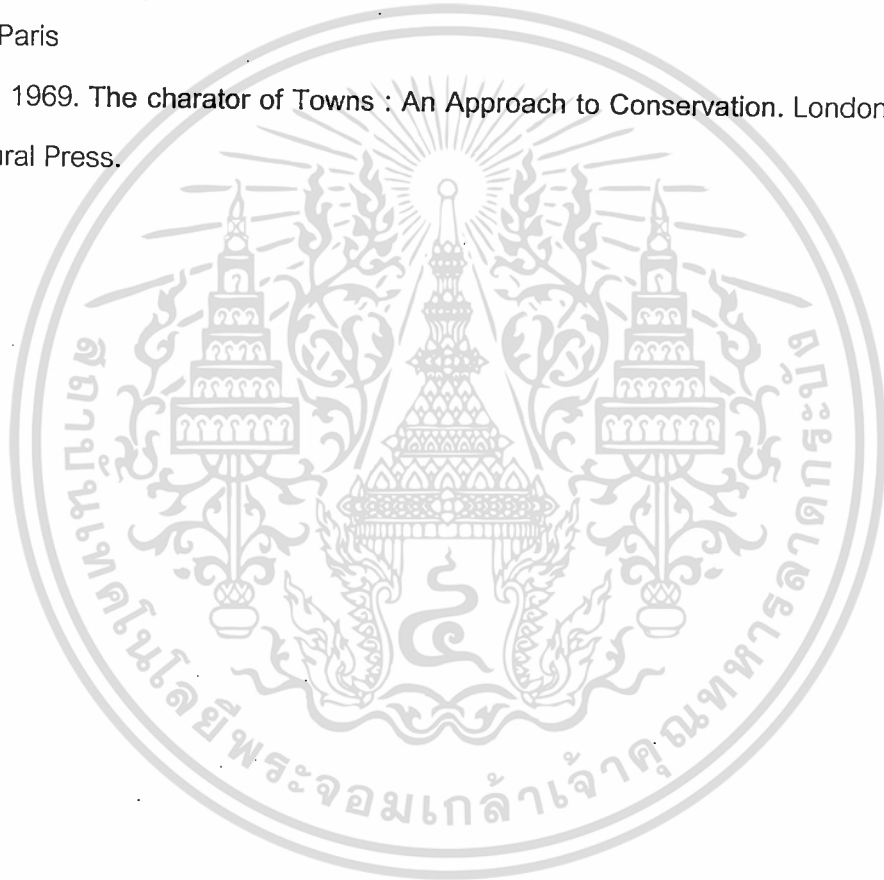 Paris
1969. The charator of Towns : An Approach to Conservation. London
ural Press.
๔
สถาบันเทคโนโลยีพระจอมเกล้าเจ้าคุณทหารลาดกระบัง